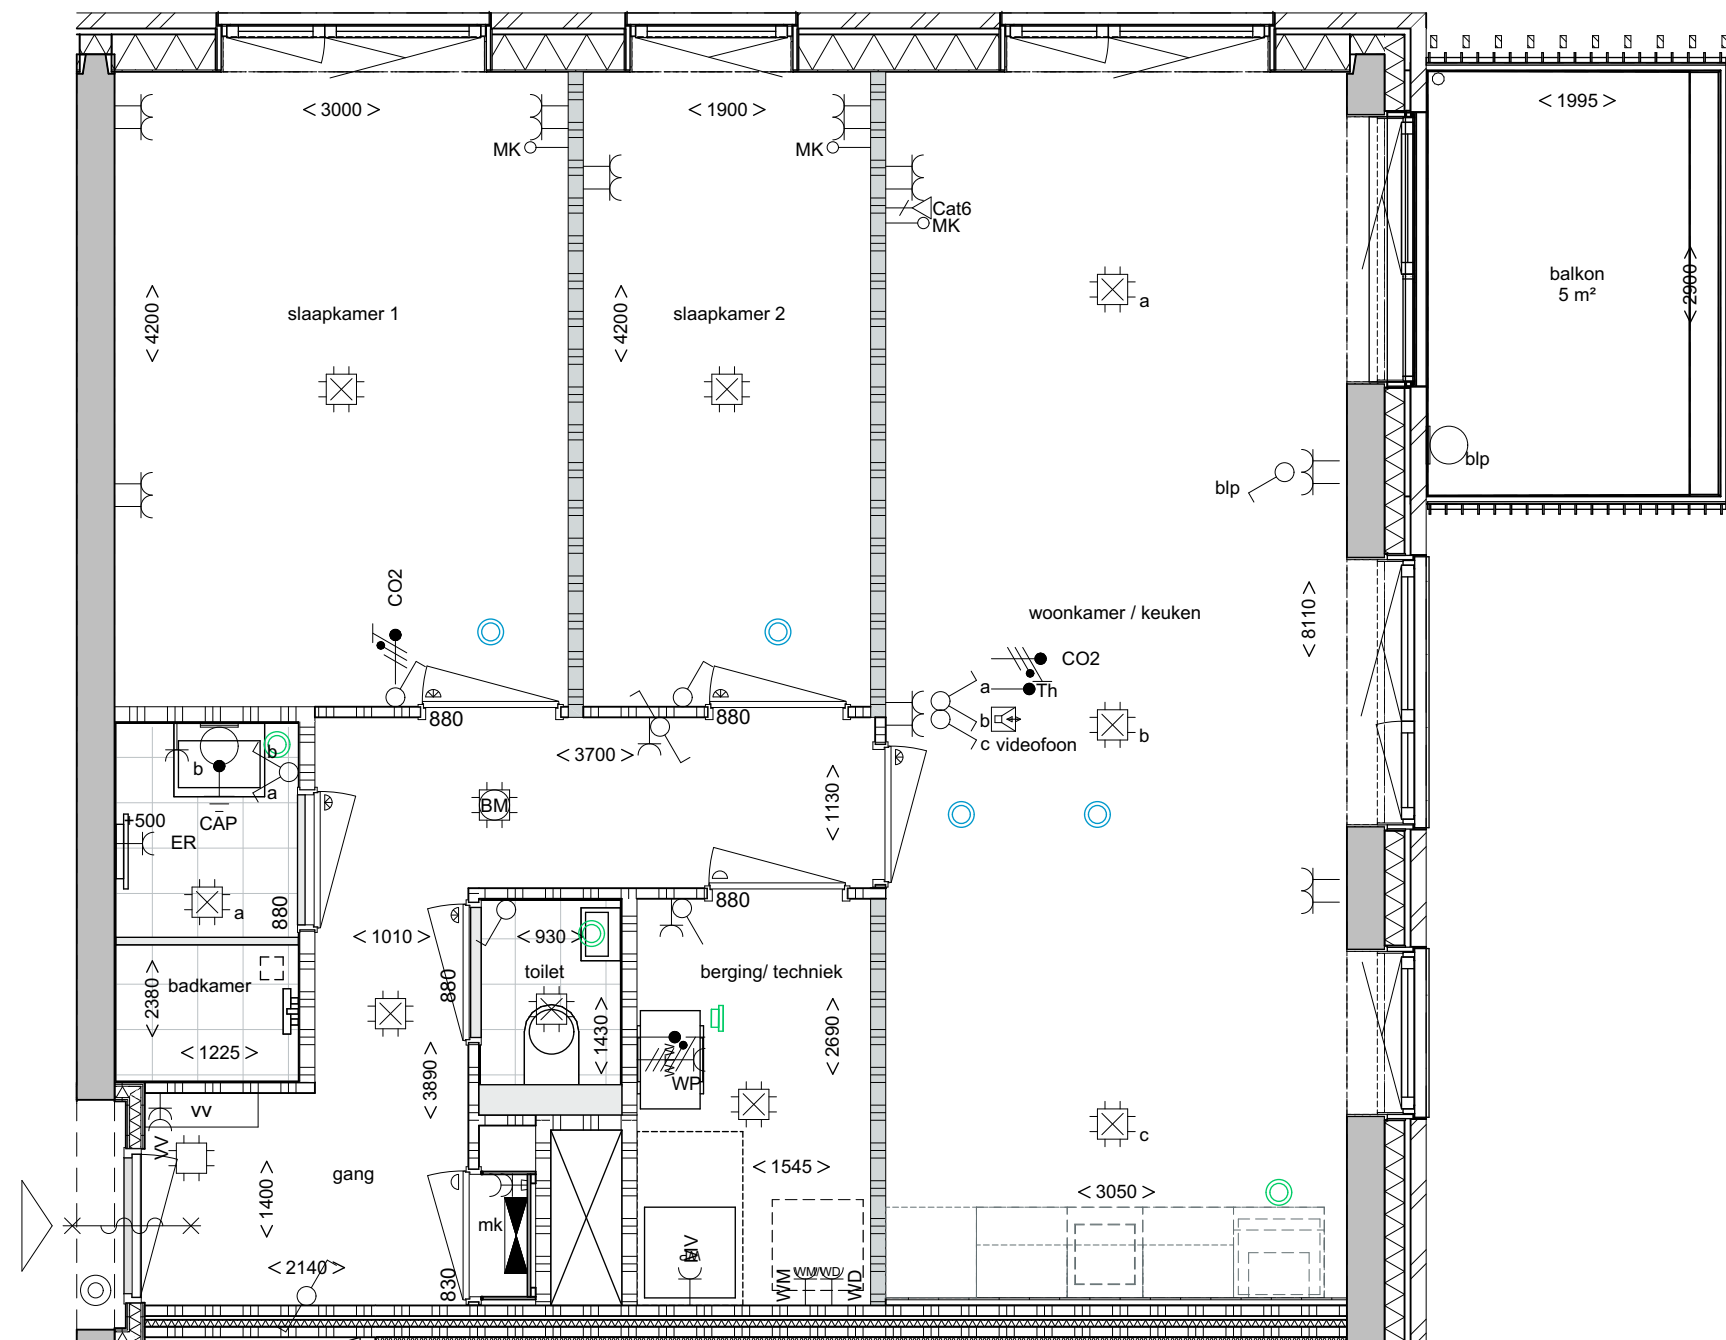 < 3000 >
< 1900 >
< 1995 >
MK
MK
Cat6
MK
balkon
5 m²
< 2900 >
a
< 4200 >
slaapkamer 1
< 4200 >
slaapkamer 2
blp
blp
CO2
woonkamer / keuken
< 8110 >
CO2
a
Th
b
c videofoon
b
880
880
< 3700 >
b
b
a
+500
CAP
ER
BM
< 1130 >
a
880
880
< 1010 >
< 930 >
toilet
berging/ techniek
880
badkamer
< 2380 >
< 1225 >
< 1430 >
< 2690 >
< 3890 >
WP
vv
VV
c
gang
< 1400 >
< 1545 >
< 3050 >
mk
MV
< 2140 >
830
WM
WM/WD
WD